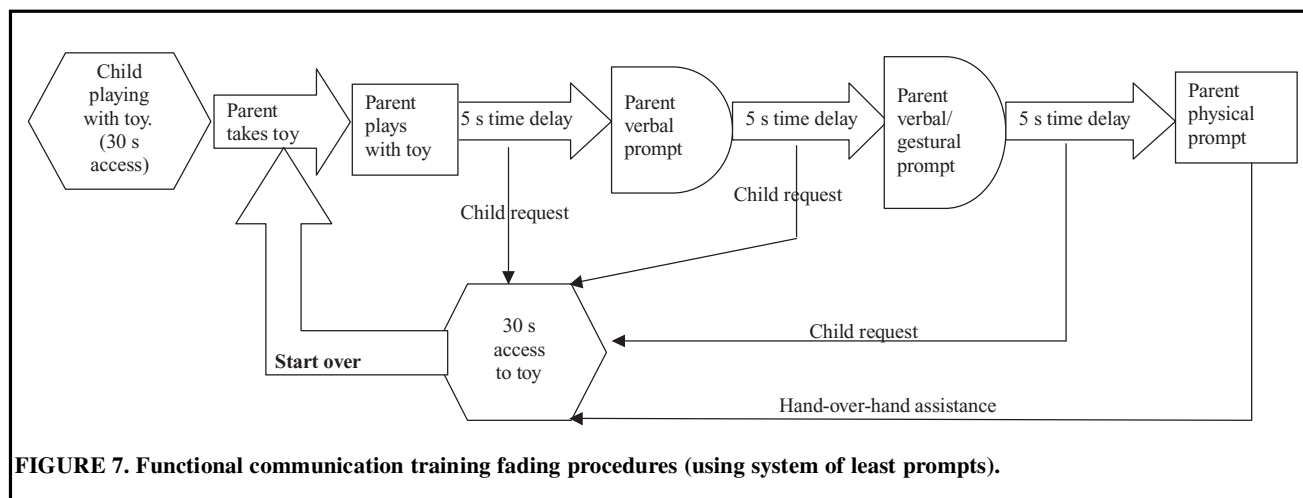 Child
playing
with toy.
(30 s
access)
Parent
takes toy
Parent
plays
with toy
5 s time delay
Parent
verbal
prompt
5 s time delay
Parent
verbal/
gestural
prompt
5 s time delay
Parent
physical
prompt
Child request
Child request
Child request
Hand-over-hand assistance
30 s
access
to toy
Start over
FIGURE 7. Functional communication training fading procedures (using system of least prompts).